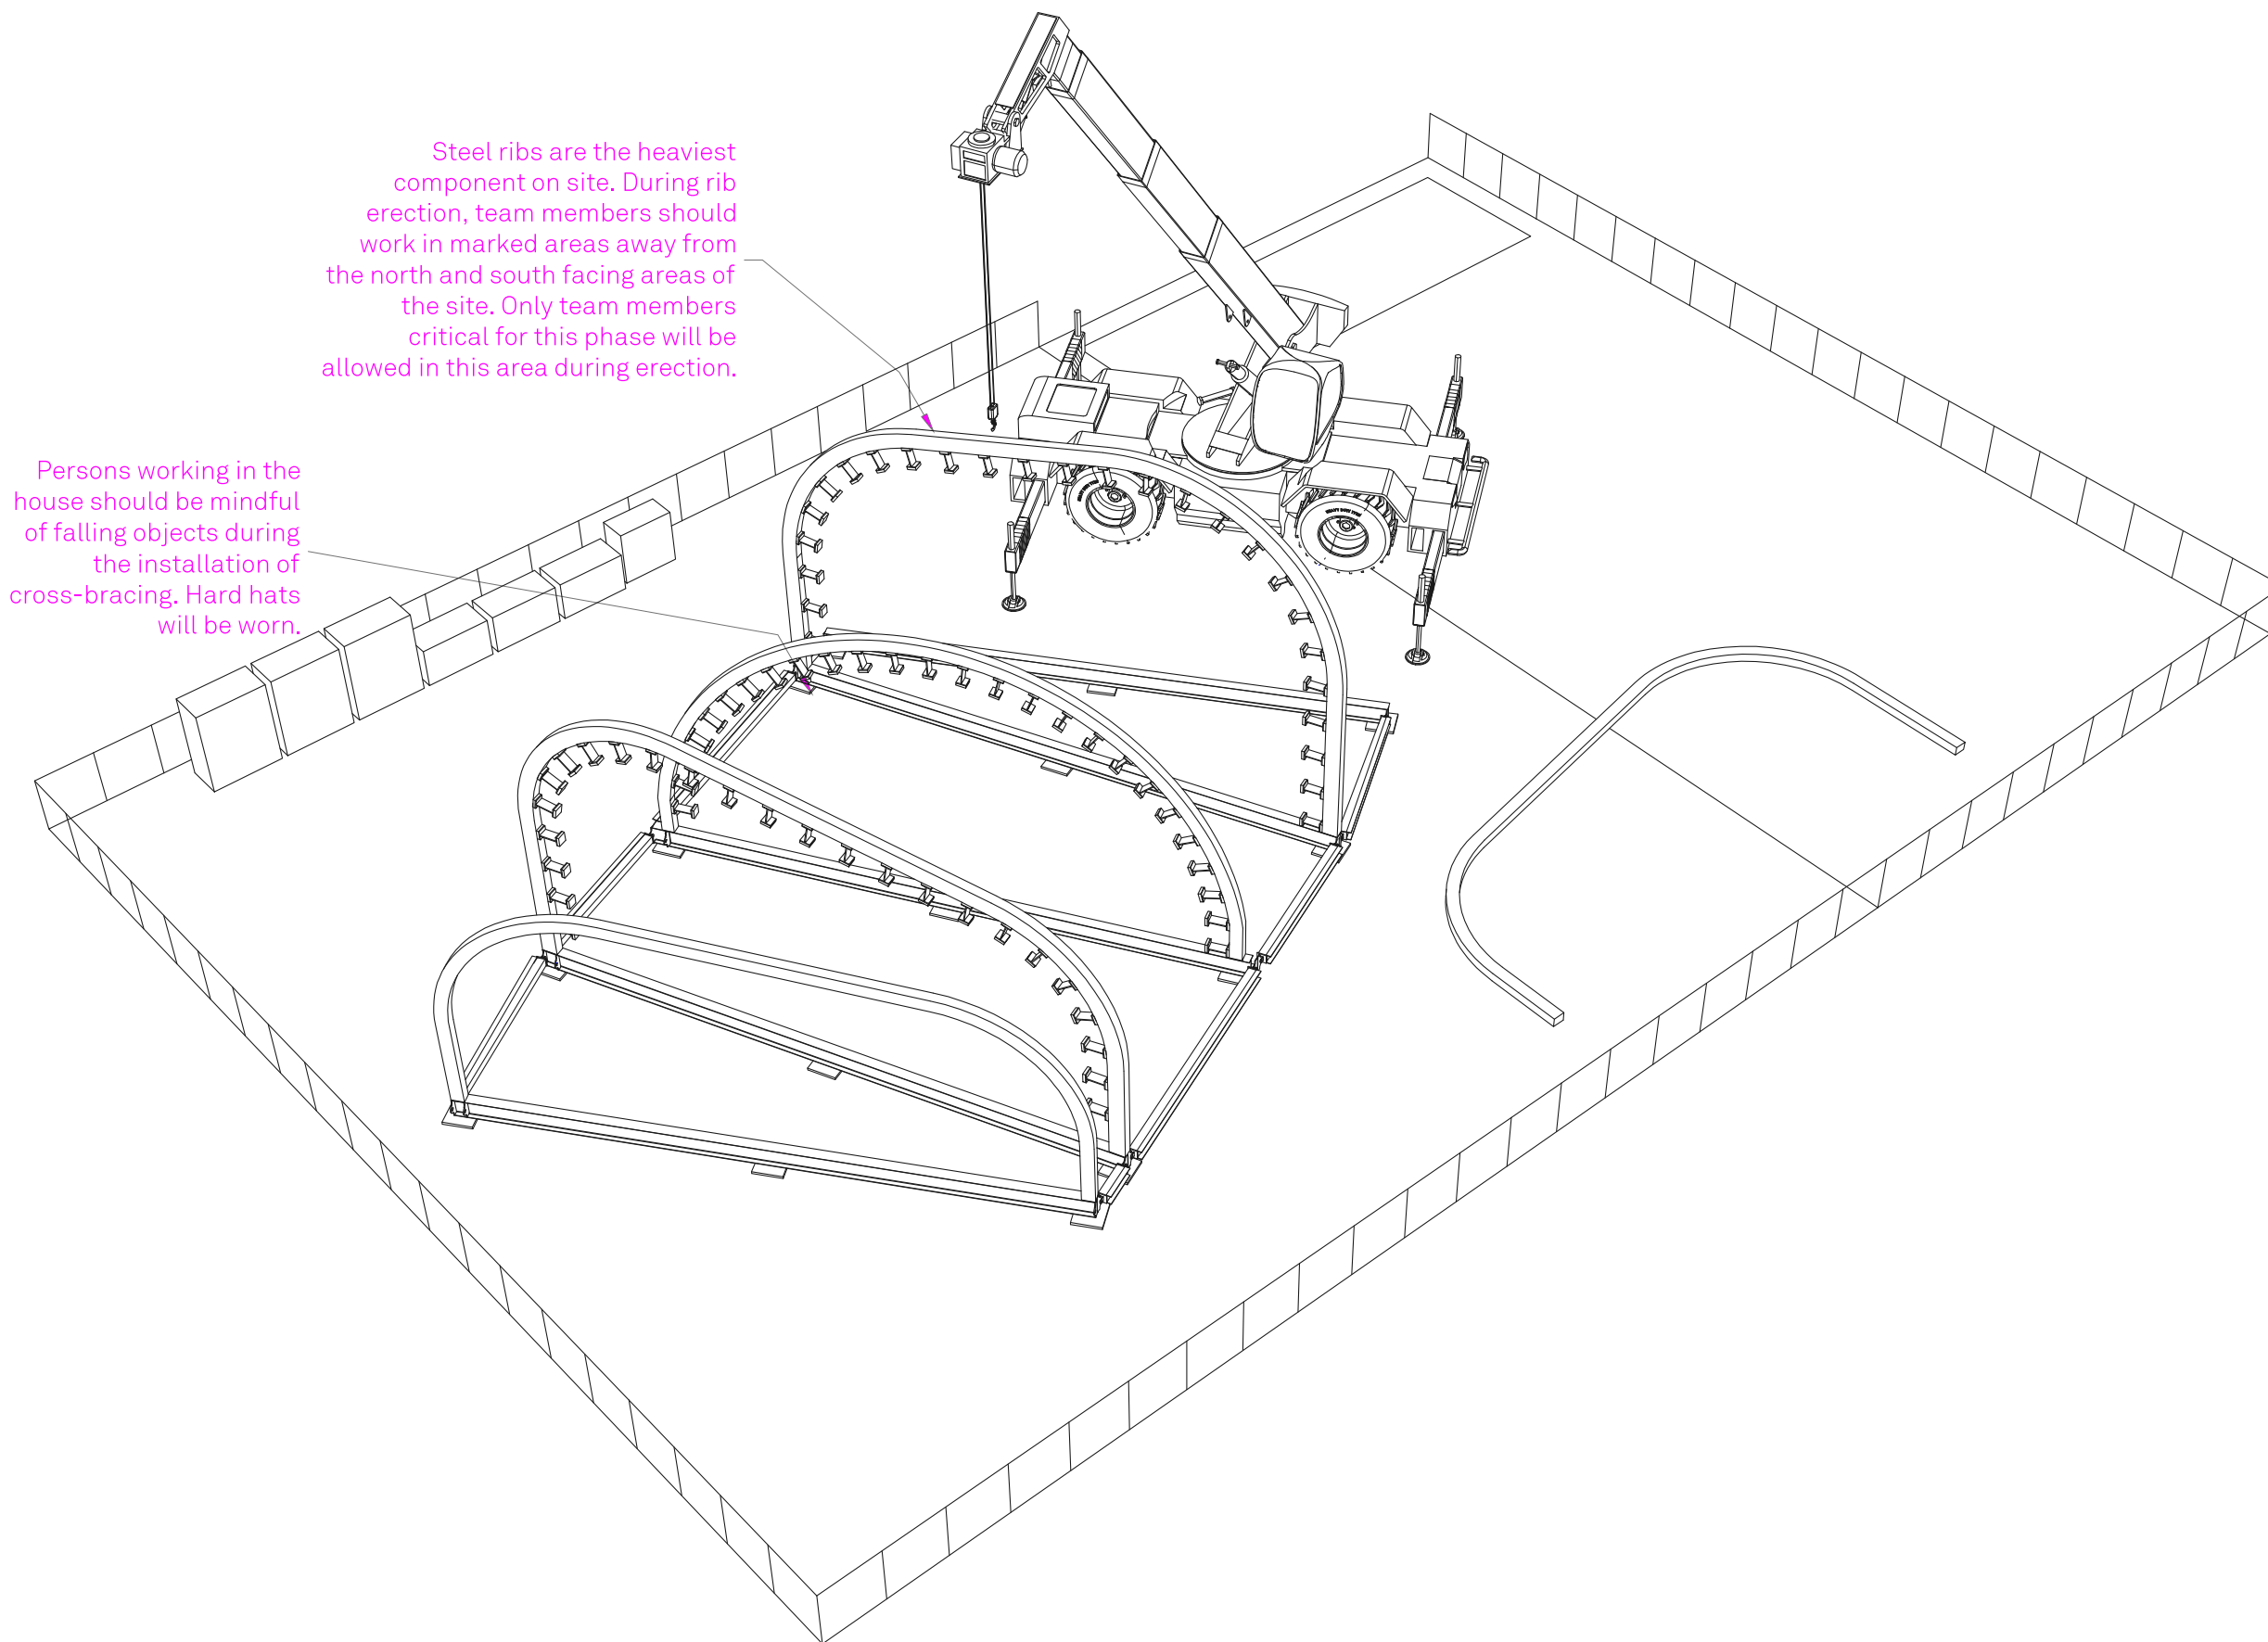 Steel ribs are the heaviest
component on site. During rib
erection, team members should
work in marked areas away from
the north and south facing areas of
the site. Only team members
critical for this phase will be
allowed in this area during erection.
Persons working in the
house should be mindful
of falling objects during
the installation of
cross-bracing. Hard hats
will be worn.